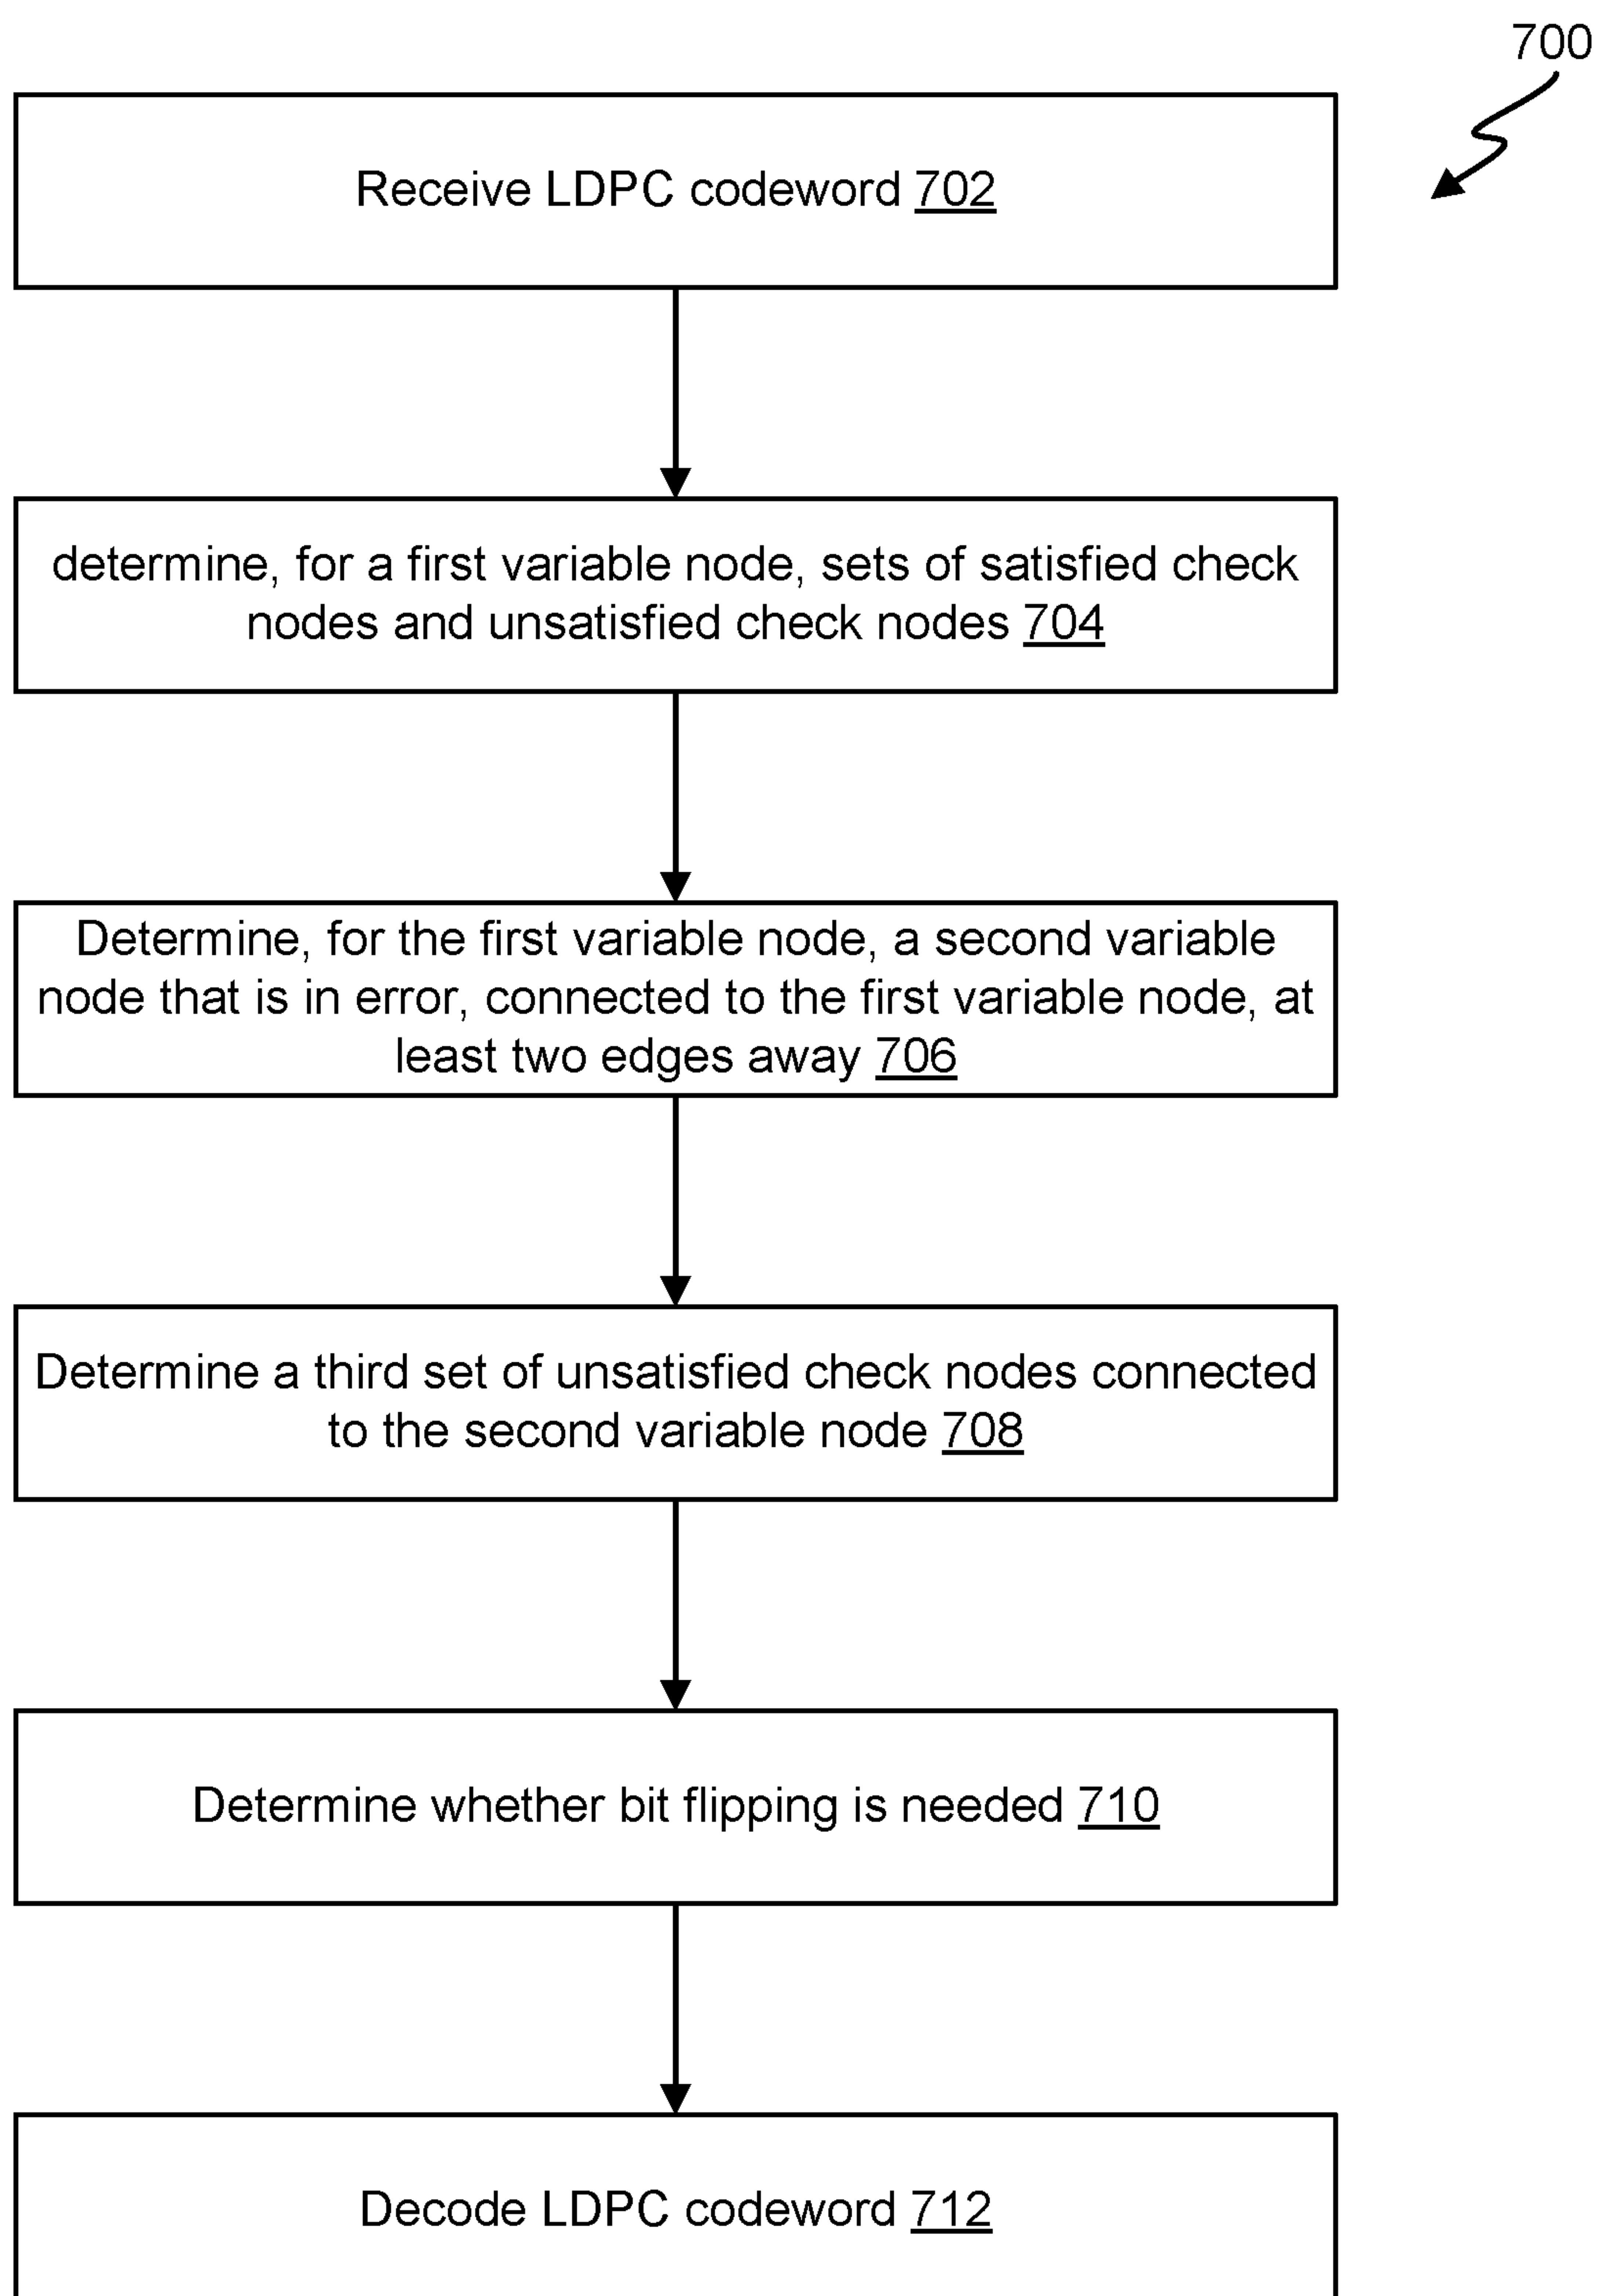 700
Receive LDPC codeword 702
determine, for a first variable node, sets of satisfied check
nodes and unsatisfied check nodes 704
Determine, for the first variable node, a second variable
node that is in error, connected to the first variable node, at
least two edges away 706
Determine a third set of unsatisfied check nodes connected
to the second variable node 708
Determine whether bit flipping is needed 710
Decode LDPC codeword 712